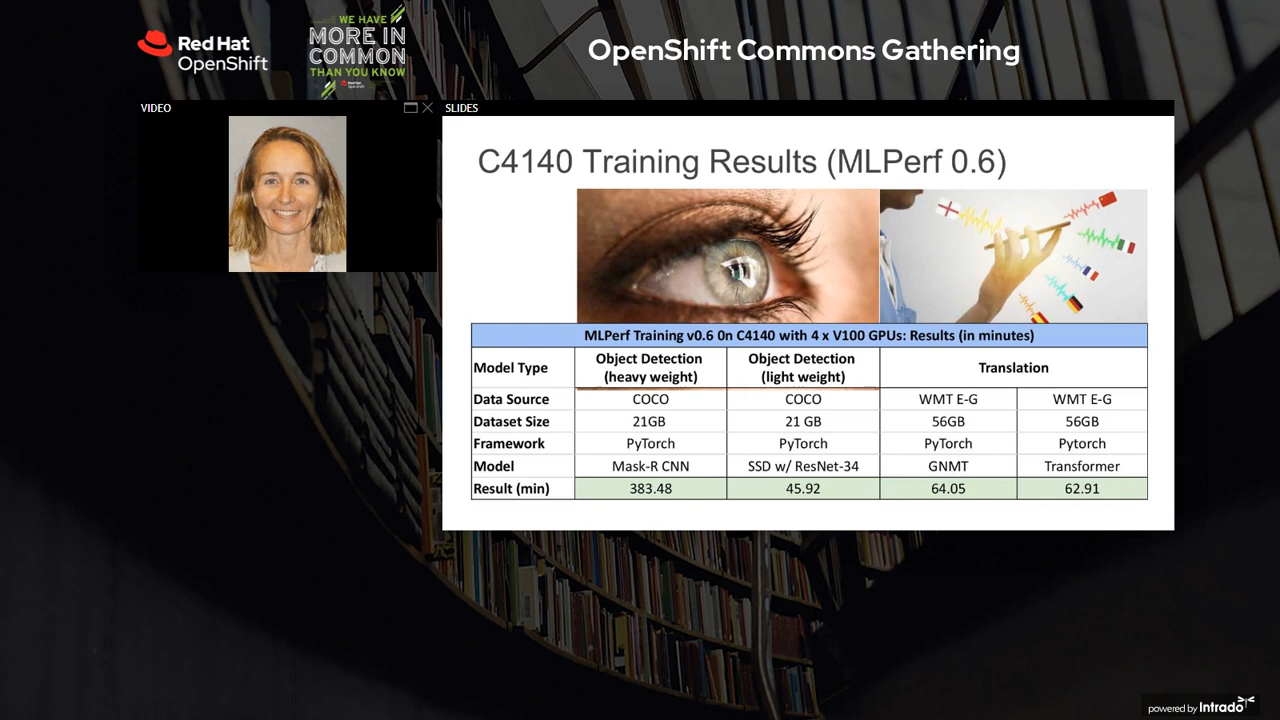 Red Hat
OpenShift
WE HAVE
MORE IN
COMMON
THAN YOU KNOW
Red Hat
OpenShift
OpenShift Commons Gathering
VIDEO
SLIDES
C4140 Training Results (MLPerf 0.6)
MLPerf Training v0.6 0n C4140 with 4 x V100 GPUs: Results (in minutes)
Model Type Object Detection (heavy weight) Object Detection (light weight) Translation
Data Source COCO COCO WMT E-G WMT E-G
Dataset Size 21GB 21 GB 56GB 56GB
Framework PyTorch PyTorch PyTorch Pytorch
Model Mask-R CNN SSD w/ ResNet-34 GNMT Transformer
Result (min) 383.48 45.92 64.05 62.91
powered by Intrado